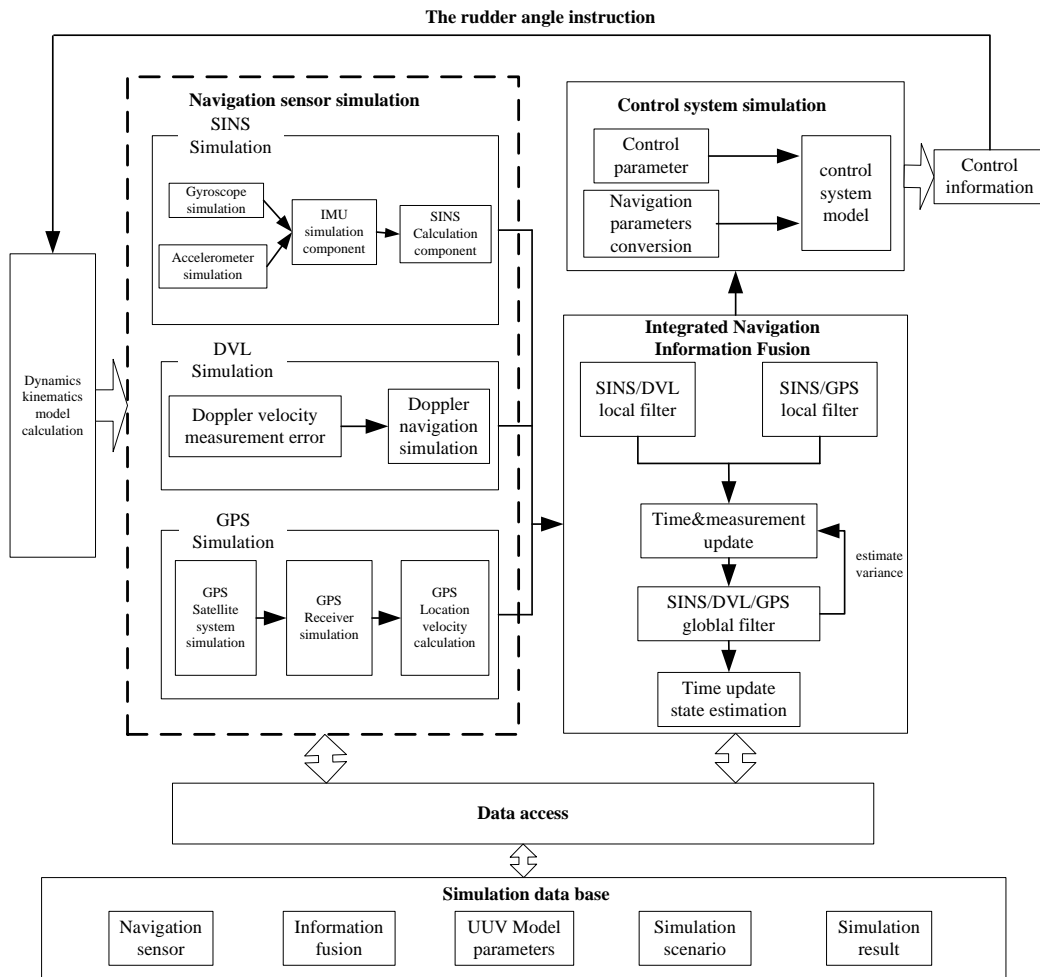 The rudder angle instruction
Navigation sensor simulation
SINS
Simulation
Gyroscope
simulation
Accelerometer
simulation
IMU
simulation
component
SINS
Calculation
component
Control system simulation
Control
parameter
Navigation
parameters
conversion
control
system
model
Control
information
Dynamics
kinematics
model
calculation
DVL
Simulation
Doppler velocity
measurement error
Doppler
navigation
simulation
GPS
Simulation
GPS
Satellite
system
simulation
GPS
Receiver
simulation
GPS
Location
velocity
calculation
Integrated Navigation
Information Fusion
SINS/DVL
local filter
SINS/GPS
local filter
Time&measurement
update
estimate
variance
SINS/DVL/GPS
globlal filter
Time update
state estimation
Data access
Simulation data base
Navigation
sensor
Information
fusion
UUV Model
parameters
Simulation
scenario
Simulation
result